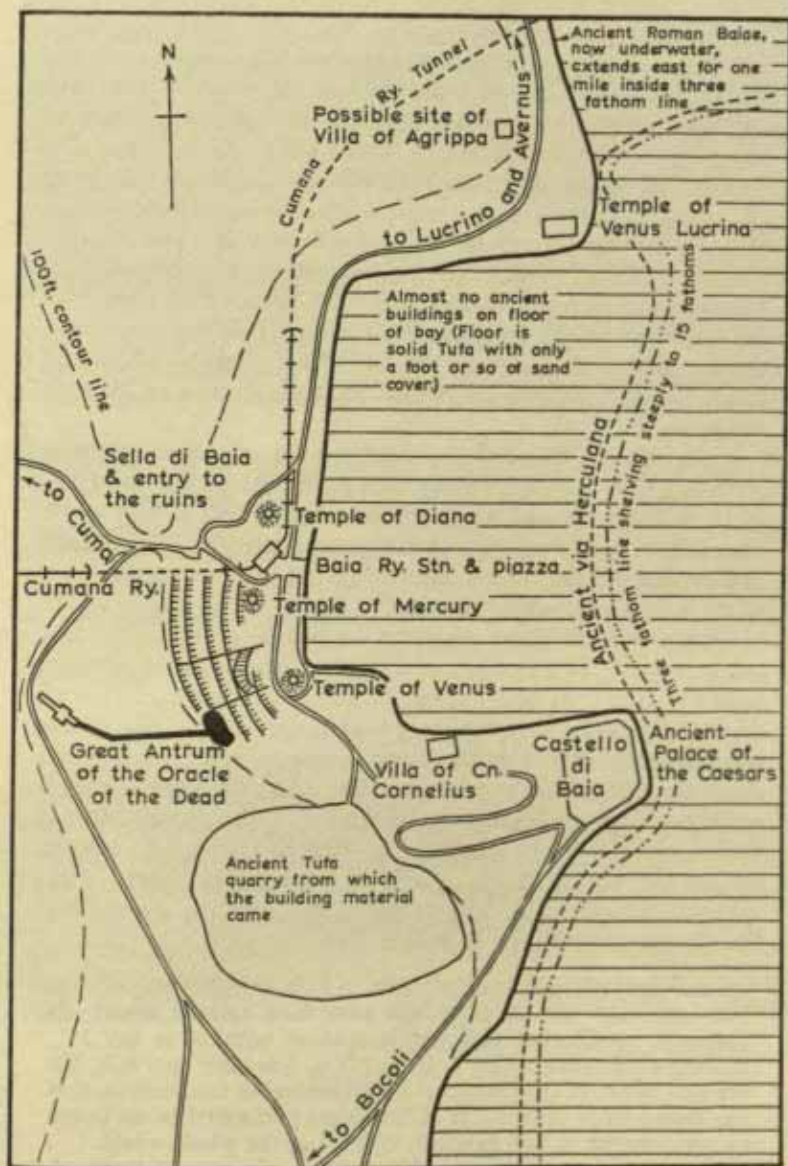 N
Cumana Ry. Tunnel
Possible site of
Villa of Agrippa
to Lucrino and Avernus
Ancient Roman Baiae,
now underwater,
extends east for one
mile inside three
fathom line
Temple of
Venus Lucrina
100ft. contour line
Almost no ancient
buildings on floor
of bay (Floor is
solid Tufa with only
a foot or so of sand
cover.)
Ancient via Herculana
Three fathom line shelving steeply to 15 fathoms
Sella di Baia
& entry to
the ruins
to Cuma
Temple of Diana
Cumana Ry.
Baia Ry. Stn. & piazza
Temple of Mercury
Temple of Venus
Great Antrum
of the Oracle
of the Dead
Villa of Cn.
Cornelius
Castello
di
Baia
Ancient
Palace of
the Caesars
Ancient Tufa
quarry from which
the building material
came
to Bacoli